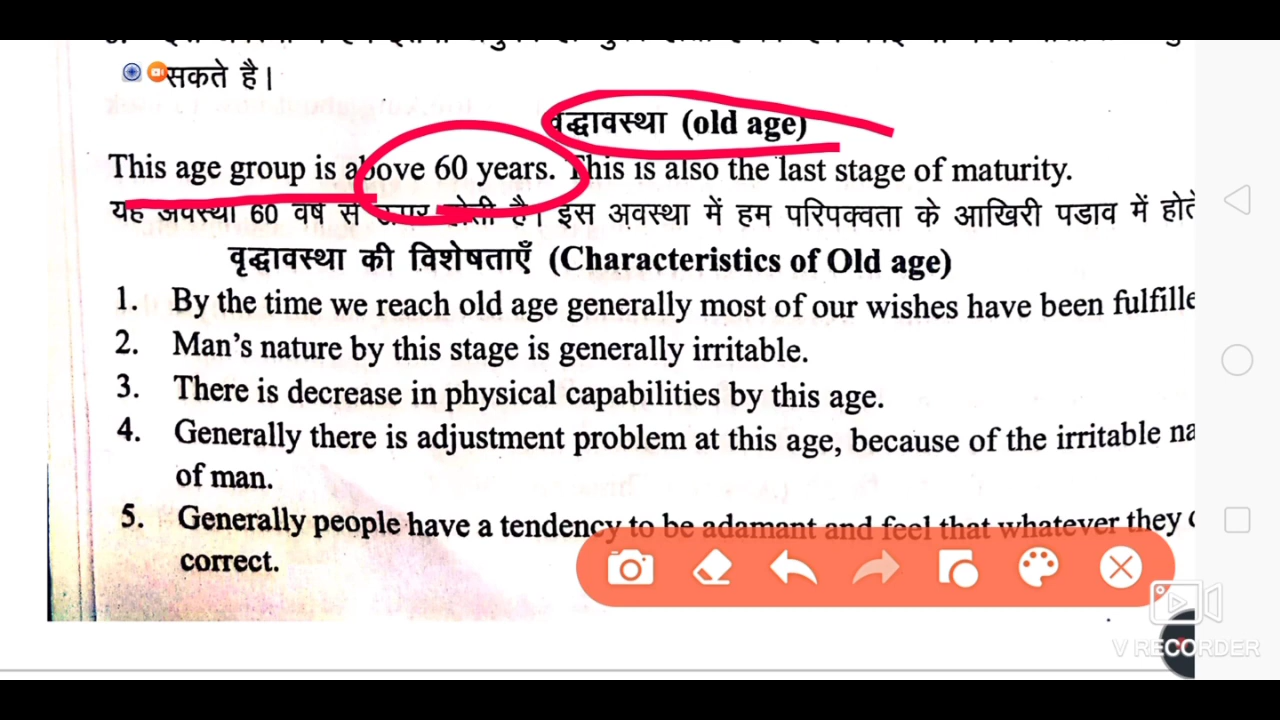 सकते है।
वृद्धावस्था (old age)
This age group is above 60 years. This is also the last stage of maturity.
यह अवस्था 60 वर्ष से ऊपर होती है। इस अवस्था में हम परिपक्वता के आखिरी पडाव में होते
वृद्धावस्था की विशेषताएँ (Characteristics of Old age)
1. By the time we reach old age generally most of our wishes have been fulfille
2. Man's nature by this stage is generally irritable.
3. There is decrease in physical capabilities by this age.
4. Generally there is adjustment problem at this age, because of the irritable na
of man.
5. Generally people have a tendency to be adamant and feel that whatever they
correct.
V RECORDER